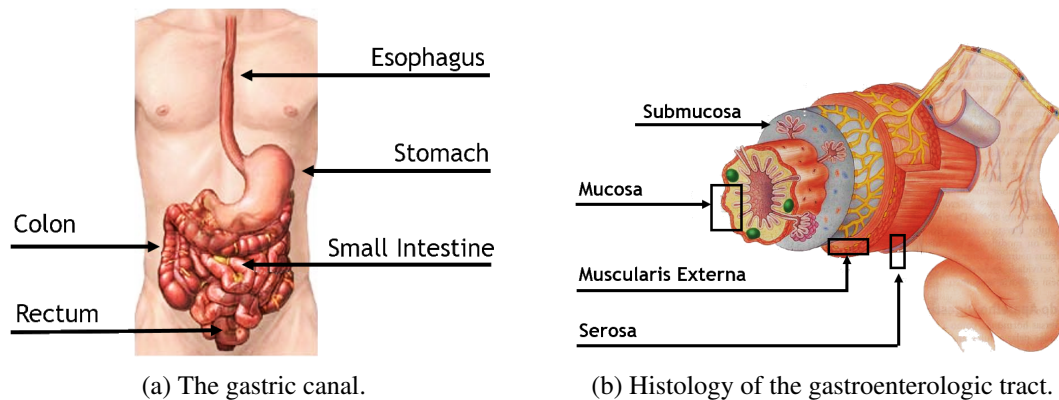 Esophagus
Stomach
Colon
Small Intestine
Rectum
(a) The gastric canal.
Submucosa
Mucosa
Muscularis Externa
Serosa
(b) Histology of the gastroenterologic tract.